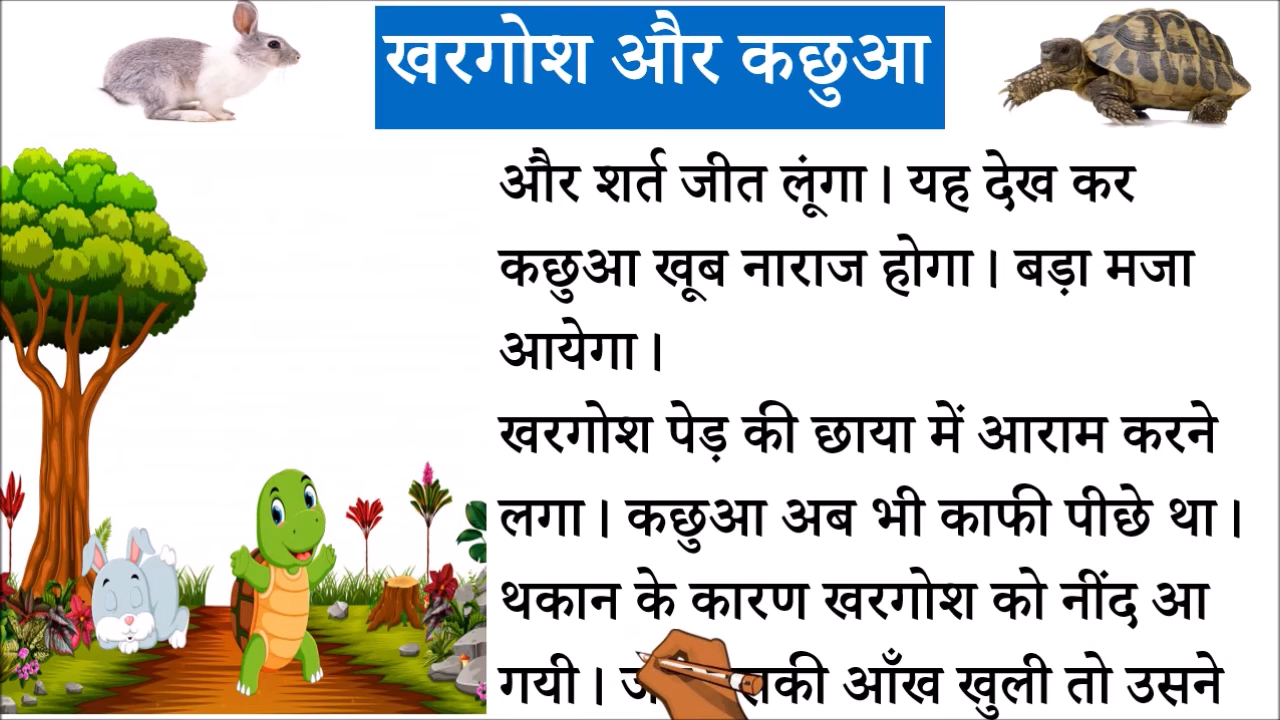 खरगोश और कछुआ
और शर्त जीत लूंगा। यह देख कर
कछुआ खूब नाराज होगा। बड़ा मजा
आयेगा।
खरगोश पेड़ की छाया में आराम करने
लगा। कछुआ अब भी काफी पीछे था।
थकान के कारण खरगोश को नींद आ
गयी। आँख खुली तो उसने